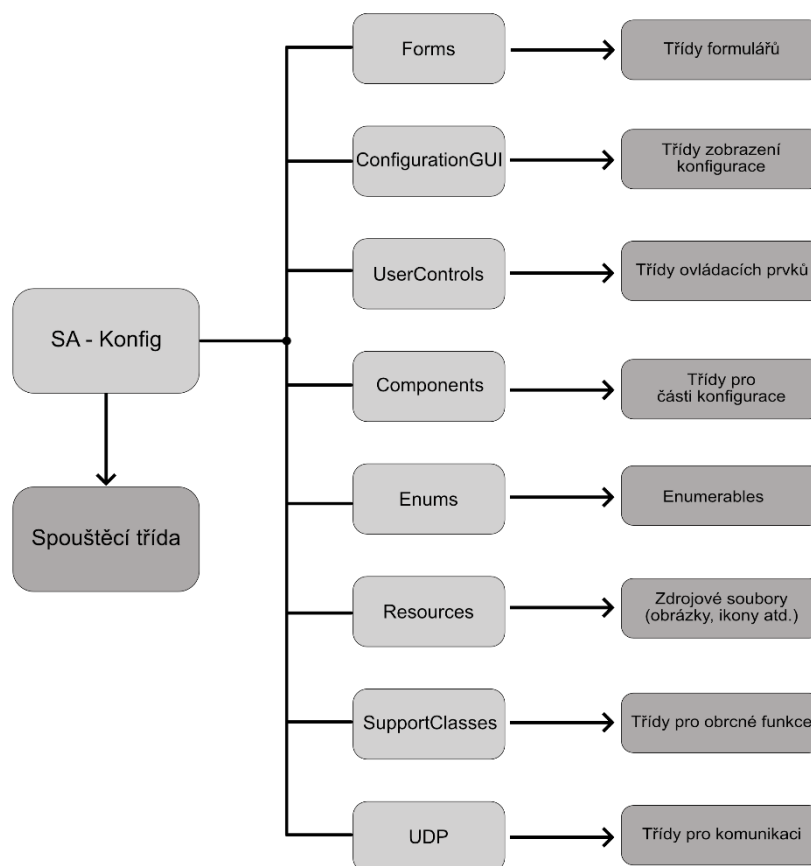 Forms
Třídy formulářů
ConfigurationGUI
Třídy zobrazení
konfigurace
UserControls
Třídy ovládacích prvků
SA - Konfig
Components
Třídy pro
části konfigurace
Spouštěcí třída
Enums
Enumerables
Resources
Zdrojové soubory
(obrázky, ikony atd.)
SupportClasses
Třídy pro obrcné funkce
UDP
Třídy pro komunikaci